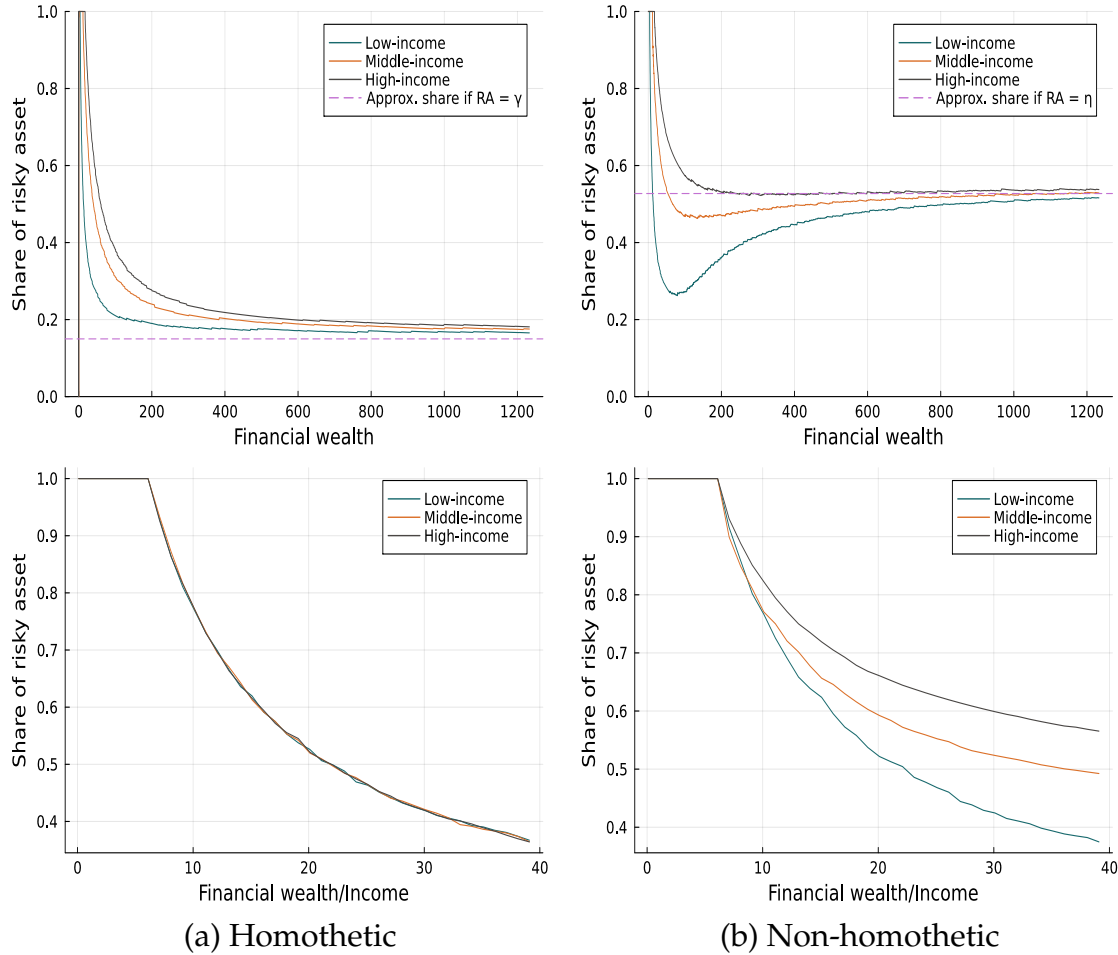 1.0
0.8
0.6
0.4
0.2
0.0
Share of risky asset
Low-income
Middle-income
High-income
Approx. share if RA = γ
0 200 400 600 800 1000 1200
Financial wealth
1.0
0.8
0.6
0.4
0.2
0.0
Share of risky asset
Low-income
Middle-income
High-income
Approx. share if RA = η
0 200 400 600 800 1000 1200
Financial wealth
1.0
0.9
0.8
0.7
0.6
0.5
0.4
Share of risky asset
Low-income
Middle-income
High-income
0 10 20 30 40
Financial wealth/Income
1.0
0.9
0.8
0.7
0.6
0.5
0.4
Share of risky asset
Low-income
Middle-income
High-income
0 10 20 30 40
Financial wealth/Income
(a) Homothetic
(b) Non-homothetic